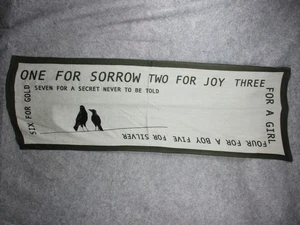 ONE FOR SORROW TWO FOR JOY THREE
FOR A GIRL
FOUR FOR A BOY FIVE FOR SILVER
SIX FOR GOLD
SEVEN FOR A SECRET NEVER TO BE TOLD